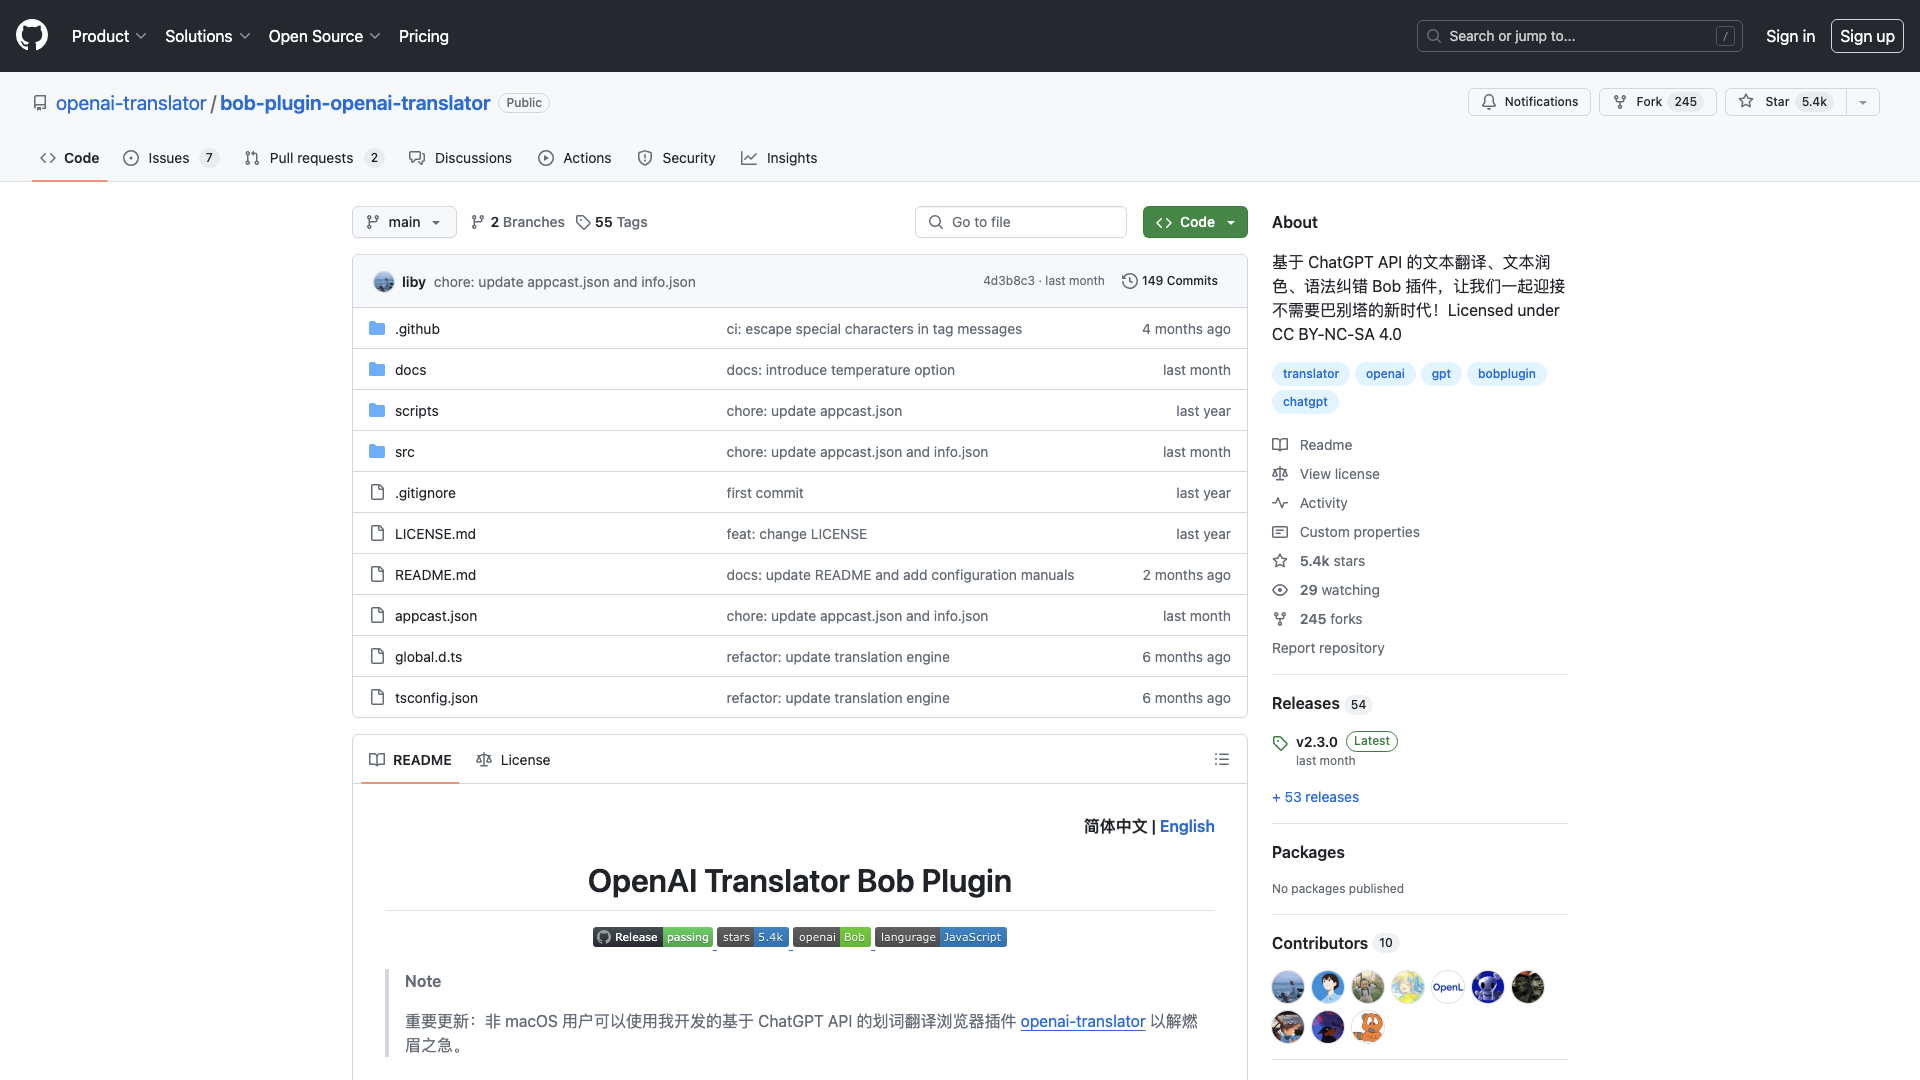 Product Solutions Open Source Pricing Search or jump to... / Sign in Sign up
openai-translator / bob-plugin-openai-translator Public Notifications Fork 245 Star 5.4k
Code Issues 7 Pull requests 2 Discussions Actions Security Insights
main 2 Branches 55 Tags Go to file Code
liby chore: update appcast.json and info.json 4d3b8c3 · last month 149 Commits
.github ci: escape special characters in tag messages 4 months ago
docs docs: introduce temperature option last month
scripts chore: update appcast.json last year
src chore: update appcast.json and info.json last month
.gitignore first commit last year
LICENSE.md feat: change LICENSE last year
README.md docs: update README and add configuration manuals 2 months ago
appcast.json chore: update appcast.json and info.json last month
global.d.ts refactor: update translation engine 6 months ago
tsconfig.json refactor: update translation engine 6 months ago
README License
简体中文 | English
OpenAI Translator Bob Plugin
Release passing stars 5.4k openai Bob langurage JavaScript
Note
重要更新：非 macOS 用户可以使用我开发的基于 ChatGPT API 的划词翻译浏览器插件 openai-translator 以解燃
眉之急。
About
基于 ChatGPT API 的文本翻译、文本润
色、语法纠错 Bob 插件，让我们一起迎接
不需要巴别塔的新时代！Licensed under
CC BY-NC-SA 4.0
translator openai gpt bobplugin
chatgpt
Readme
View license
Activity
Custom properties
5.4k stars
29 watching
245 forks
Report repository
Releases 54
v2.3.0 Latest
last month
+ 53 releases
Packages
No packages published
Contributors 10
OpenL